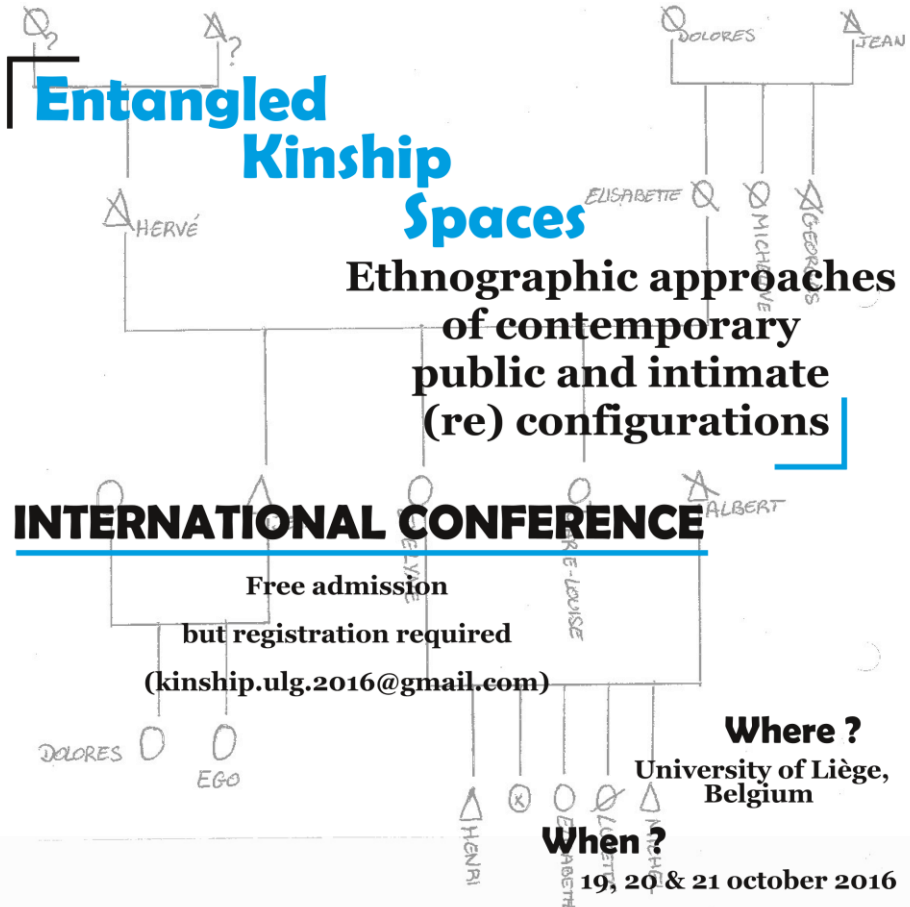 ?
?
DOLORES
JEAN
Entangled
Kinship
Spaces
ELISABETTE
MICHELINE
GEORGES
HERVÉ
Ethnographic approaches
of contemporary
public and intimate
(re) configurations
ALBERT
INTERNATIONAL CONFERENCE
Free admission
but registration required
(kinship.ulg.2016@gmail.com)
DOLORES
EGO
HENRI
Where ?
University of Liège,
Belgium
When ?
19, 20 & 21 october 2016